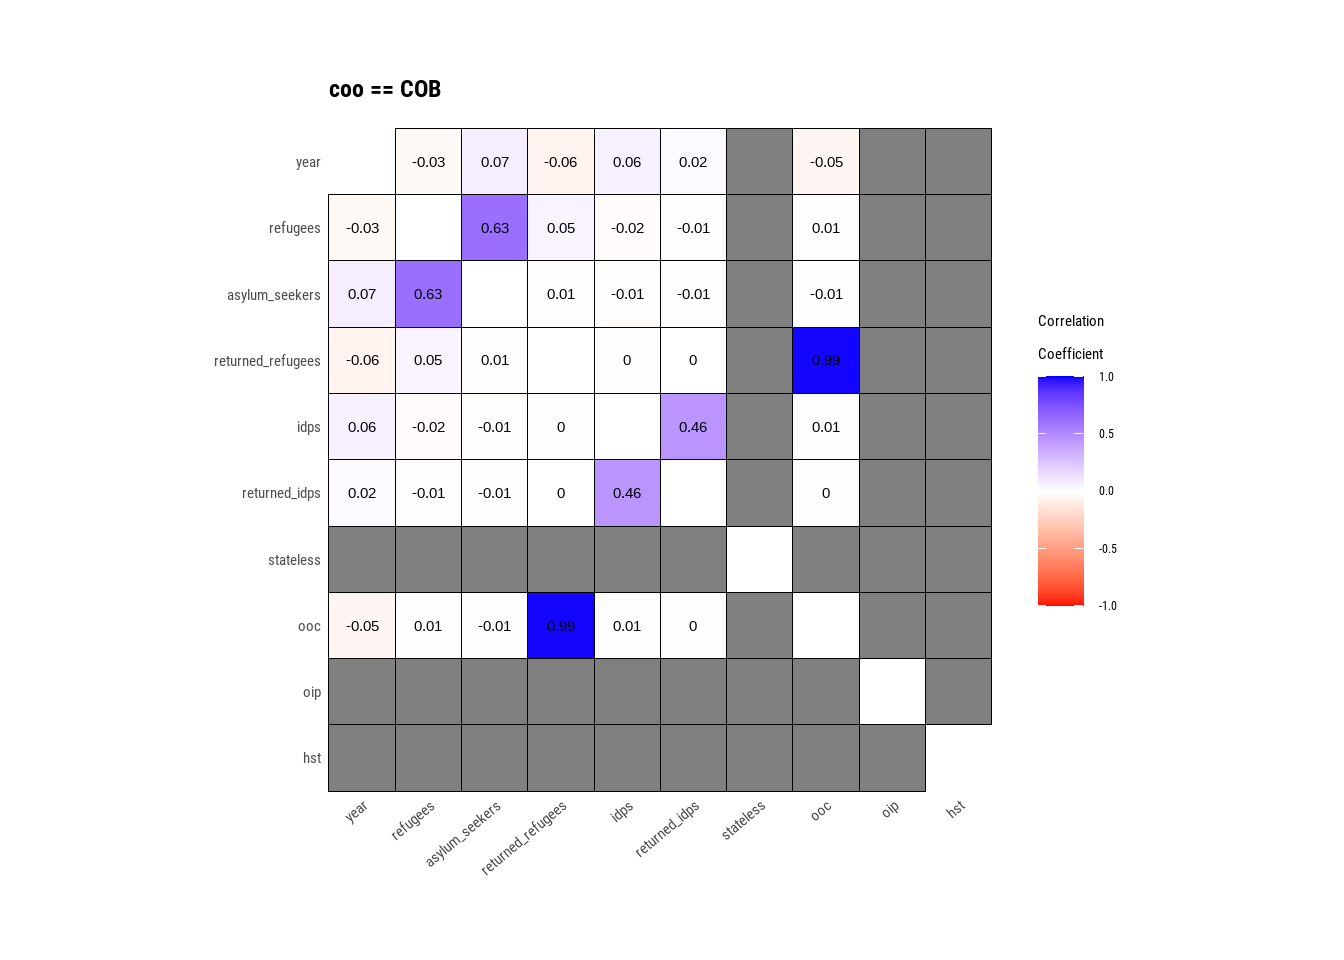 coo == COB
year -0.03 0.07 -0.06 0.06 0.02 -0.05
refugees -0.03 0.63 0.05 -0.02 -0.01 0.01
asylum_seekers 0.07 0.63 0.01 -0.01 -0.01 -0.01
returned_refugees -0.06 0.05 0.01 0 0 0.99
idps 0.06 -0.02 -0.01 0 0.46 0.01
returned_idps 0.02 -0.01 -0.01 0 0.46 0
stateless
ooc -0.05 0.01 -0.01 0.99 0.01 0
oip
hst
year refugees asylum_seekers returned_refugees idps returned_idps stateless ooc oip hst
Correlation
Coefficient
1.0
0.5
0.0
-0.5
-1.0